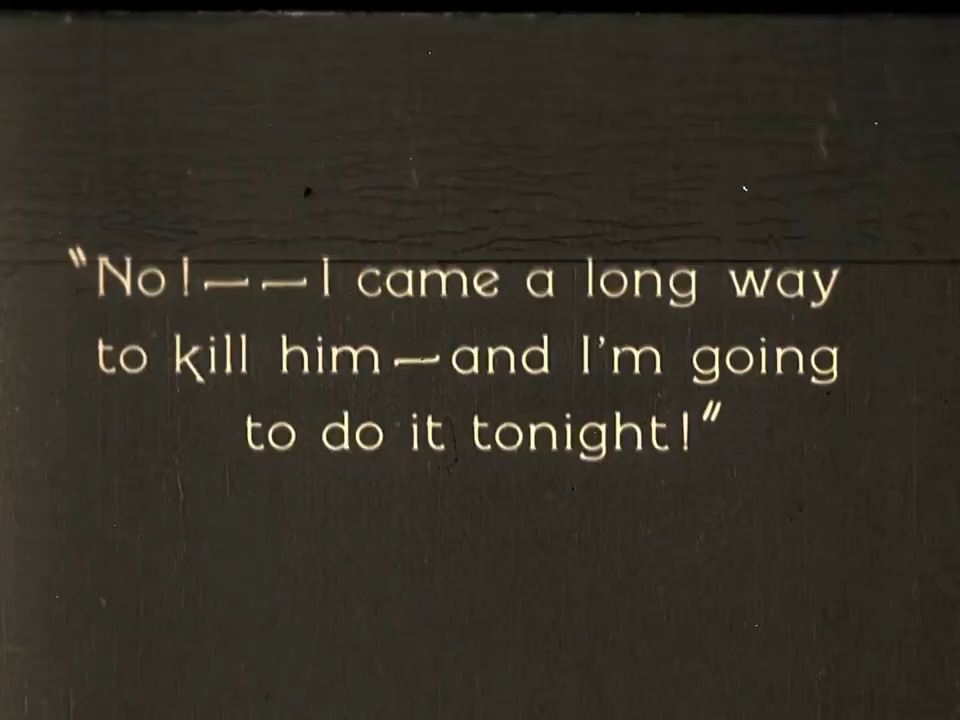 "No!——I came a long way
to kill him—and I'm going
to do it tonight!"